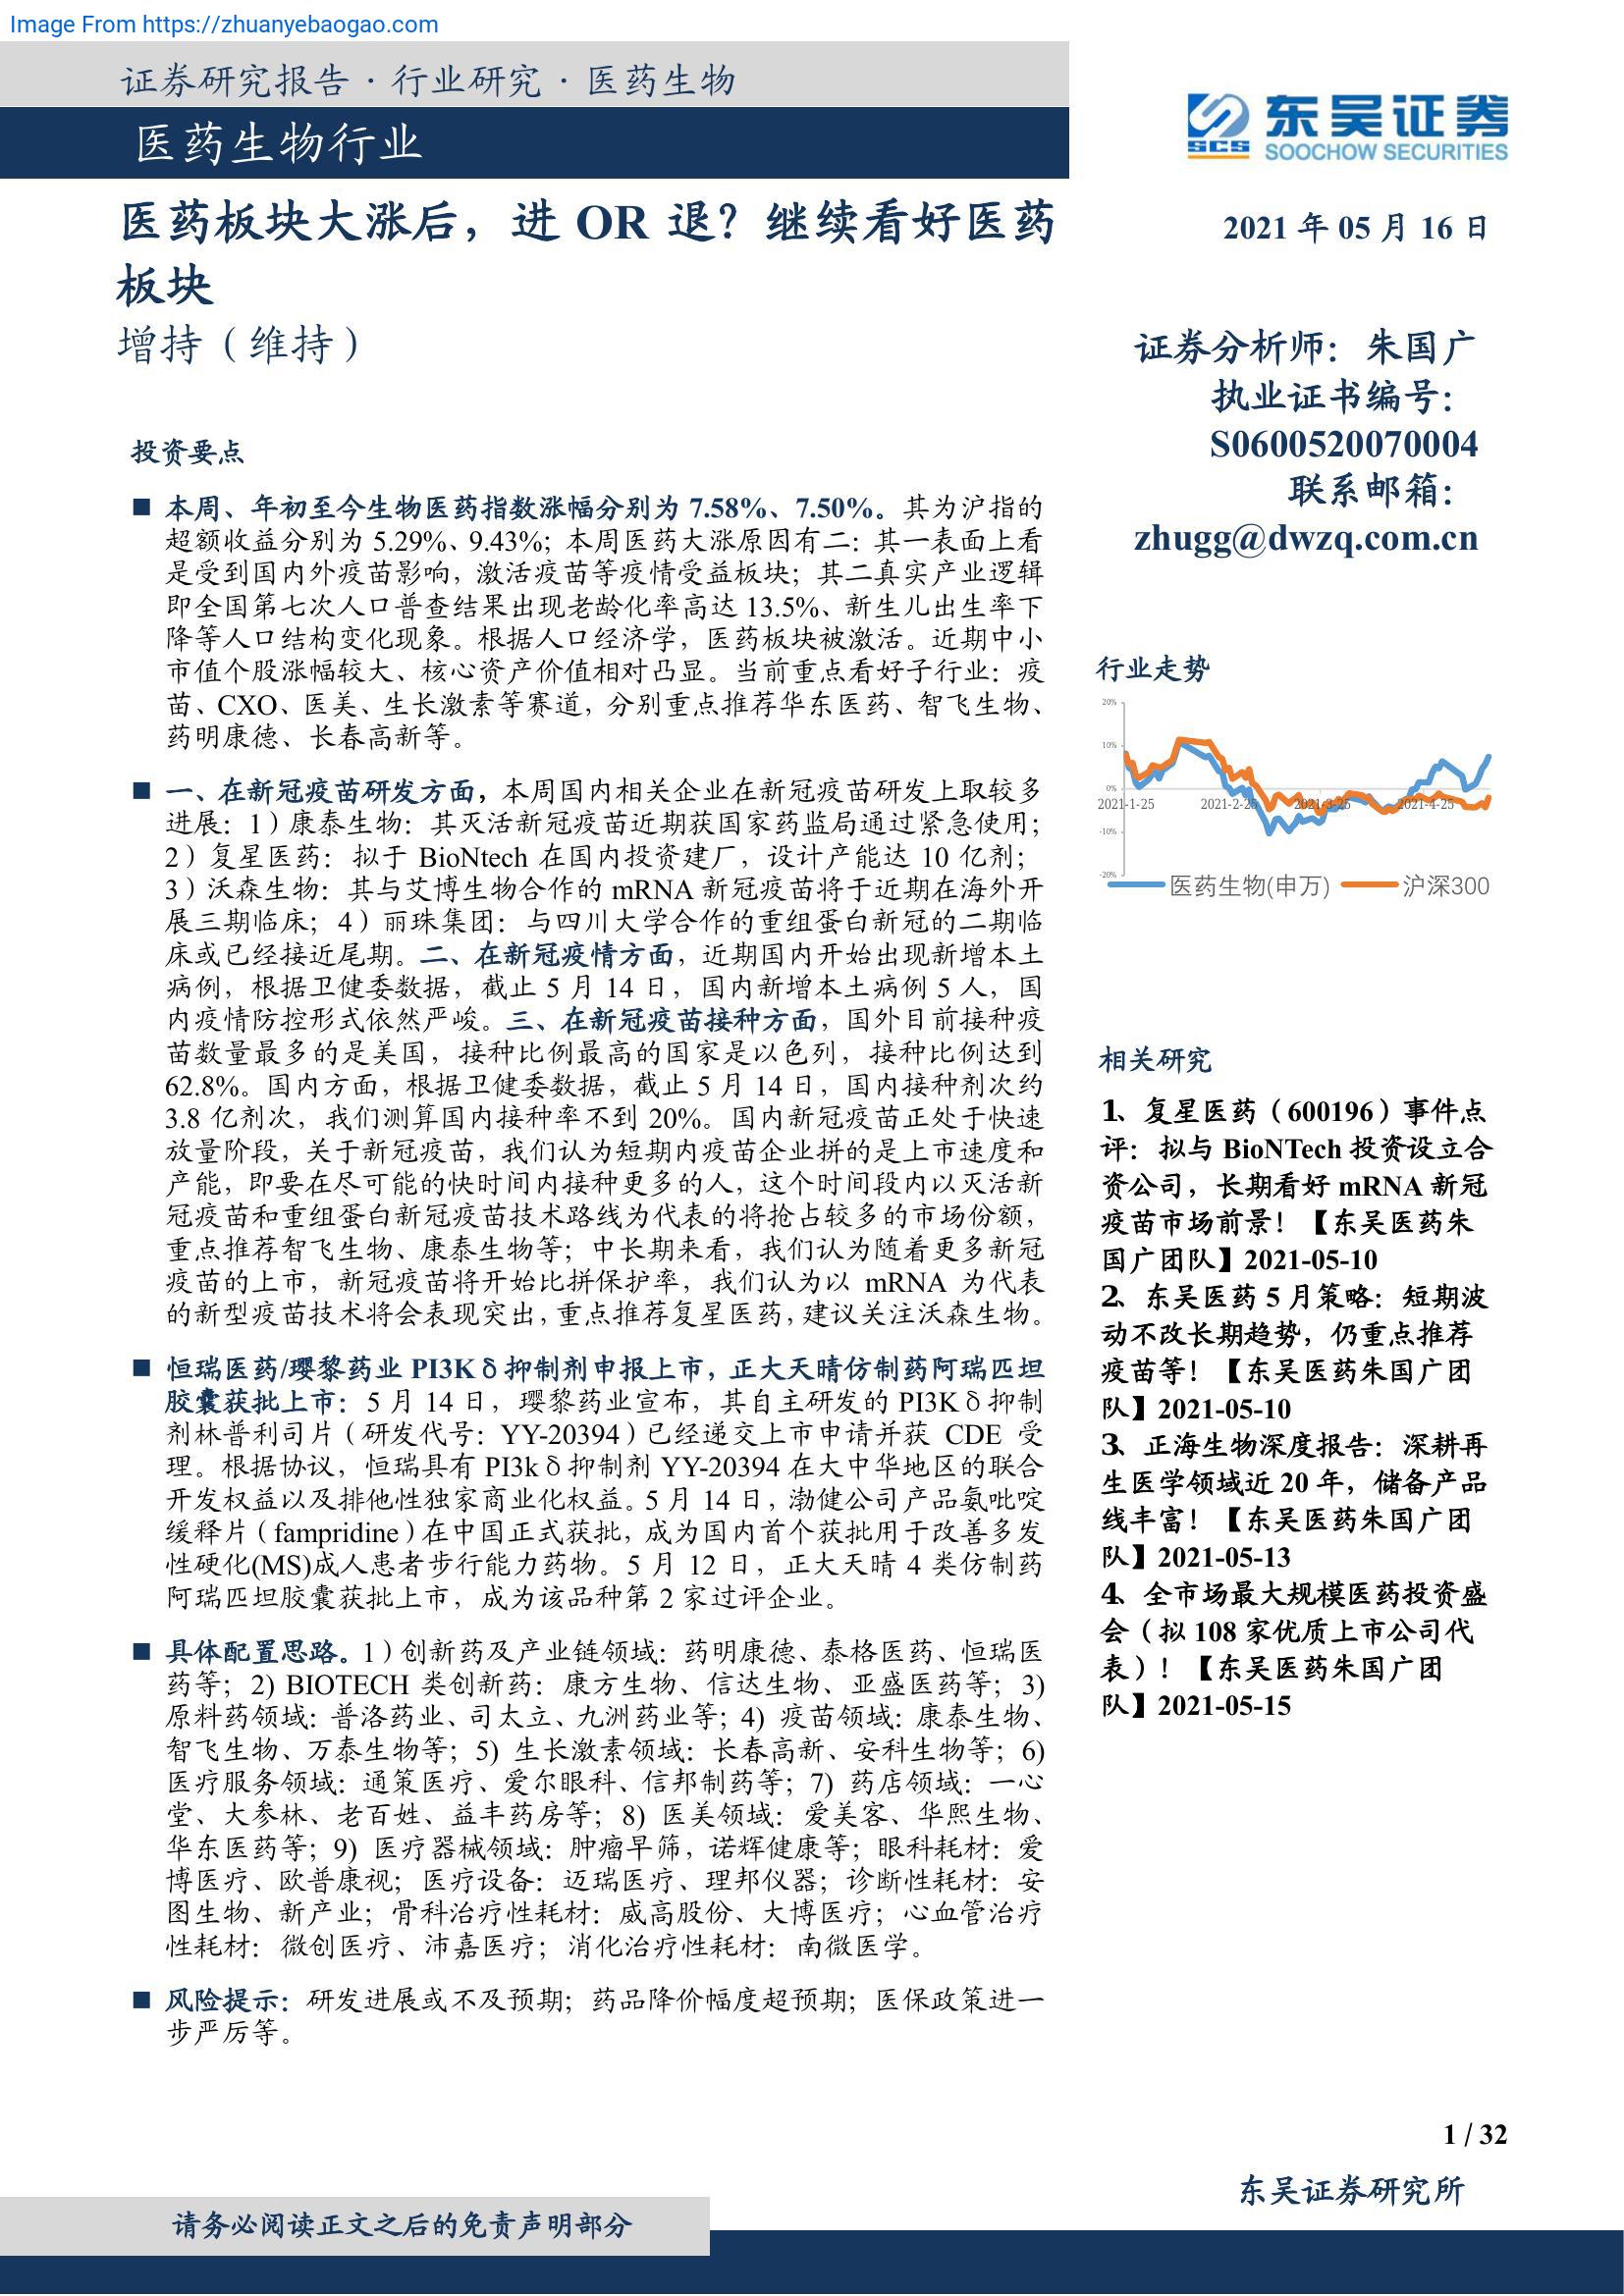 Image From https://zhuanyebaogao.com
证券研究报告·行业研究·医药生物
医药生物行业
东吴证券
SCS
SOOCHOW SECURITIES
医药板块大涨后，进 OR 退？继续看好医药
板块
增持（维持）
2021 年 05 月 16 日
证券分析师：朱国广
执业证书编号：
S0600520070004
联系邮箱：
zhugg@dwzq.com.cn
投资要点
■ 本周、年初至今生物医药指数涨幅分别为 7.58%、7.50%。其为沪指的
超额收益分别为 5.29%、9.43%；本周医药大涨原因有二：其一表面上看
是受到国内外疫苗影响，激活疫苗等疫情受益板块；其二真实产业逻辑
即全国第七次人口普查结果出现老龄化率高达 13.5%、新生儿出生率下
降等人口结构变化现象。根据人口经济学，医药板块被激活。近期中小
市值个股涨幅较大、核心资产价值相对凸显。当前重点看好子行业：疫
苗、CXO、医美、生长激素等赛道，分别重点推荐华东医药、智飞生物、
药明康德、长春高新等。
■ 一、在新冠疫苗研发方面，本周国内相关企业在新冠疫苗研发上取较多
进展：1）康泰生物：其灭活新冠疫苗近期获国家药监局通过紧急使用；
2）复星医药：拟于 BioNtech 在国内投资建厂，设计产能达 10 亿剂；
3）沃森生物：其与艾博生物合作的 mRNA 新冠疫苗将于近期在海外开
展三期临床；4）丽珠集团：与四川大学合作的重组蛋白新冠的二期临
床或已经接近尾期。二、在新冠疫情方面，近期国内开始出现新增本土
病例，根据卫健委数据，截止 5 月 14 日，国内新增本土病例 5 人，国
内疫情防控形式依然严峻。三、在新冠疫苗接种方面，国外目前接种疫
苗数量最多的是美国，接种比例最高的国家是以色列，接种比例达到
62.8%。国内方面，根据卫健委数据，截止 5 月 14 日，国内接种剂次约
3.8 亿剂次，我们测算国内接种率不到 20%。国内新冠疫苗正处于快速
放量阶段，关于新冠疫苗，我们认为短期内疫苗企业拼的是上市速度和
产能，即要在尽可能的快时间内接种更多的人，这个时间段内以灭活新
冠疫苗和重组蛋白新冠疫苗技术路线为代表的将抢占较多的市场份额，
重点推荐智飞生物、康泰生物等；中长期来看，我们认为随着更多新冠
疫苗的上市，新冠疫苗将开始比拼保护率，我们认为以 mRNA 为代表
的新型疫苗技术将会表现突出，重点推荐复星医药，建议关注沃森生物。
■ 恒瑞医药/璎黎药业 PI3Kδ抑制剂申报上市，正大天晴仿制药阿瑞匹坦
胶囊获批上市：5 月 14 日，璎黎药业宣布，其自主研发的 PI3Kδ抑制
剂林普利司片（研发代号：YY-20394）已经递交上市申请并获 CDE 受
理。根据协议，恒瑞具有 PI3kδ抑制剂 YY-20394 在大中华地区的联合
开发权益以及排他性独家商业化权益。5 月 14 日，渤健公司产品氨吡啶
缓释片（fampridine）在中国正式获批，成为国内首个获批用于改善多发
性硬化(MS)成人患者步行能力药物。5 月 12 日，正大天晴 4 类仿制药
阿瑞匹坦胶囊获批上市，成为该品种第 2 家过评企业。
■ 具体配置思路。1）创新药及产业链领域：药明康德、泰格医药、恒瑞医
药等；2) BIOTECH 类创新药：康方生物、信达生物、亚盛医药等；3)
原料药领域：普洛药业、司太立、九洲药业等；4) 疫苗领域：康泰生物、
智飞生物、万泰生物等；5) 生长激素领域：长春高新、安科生物等；6)
医疗服务领域：通策医疗、爱尔眼科、信邦制药等；7) 药店领域：一心
堂、大参林、老百姓、益丰药房等；8) 医美领域：爱美客、华熙生物、
华东医药等；9) 医疗器械领域：肿瘤早筛，诺辉健康等；眼科耗材：爱
博医疗、欧普康视；医疗设备：迈瑞医疗、理邦仪器；诊断性耗材：安
图生物、新产业；骨科治疗性耗材：威高股份、大博医疗；心血管治疗
性耗材：微创医疗、沛嘉医疗；消化治疗性耗材：南微医学。
■ 风险提示：研发进展或不及预期；药品降价幅度超预期；医保政策进一
步严厉等。
行业走势
20%
10%
0%
-10%
-20%
2021-1-25 2021-2-25 2021-3-25 2021-4-25
医药生物(申万) 沪深300
相关研究
1、复星医药（600196）事件点
评：拟与 BioNTech 投资设立合
资公司，长期看好 mRNA 新冠
疫苗市场前景！【东吴医药朱
国广团队】2021-05-10
2、东吴医药 5 月策略：短期波
动不改长期趋势，仍重点推荐
疫苗等！【东吴医药朱国广团
队】2021-05-10
3、正海生物深度报告：深耕再
生医学领域近 20 年，储备产品
线丰富！【东吴医药朱国广团
队】2021-05-13
4、全市场最大规模医药投资盛
会（拟 108 家优质上市公司代
表）！【东吴医药朱国广团
队】2021-05-15
1 / 32
东吴证券研究所
请务必阅读正文之后的免责声明部分